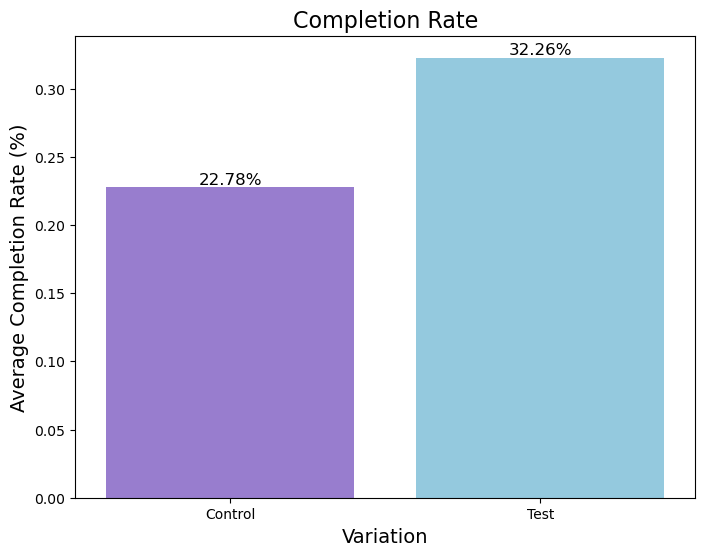 Completion Rate
32.26%
22.78%
Average Completion Rate (%)
0.30
0.25
0.20
0.15
0.10
0.05
0.00
Control
Test
Variation